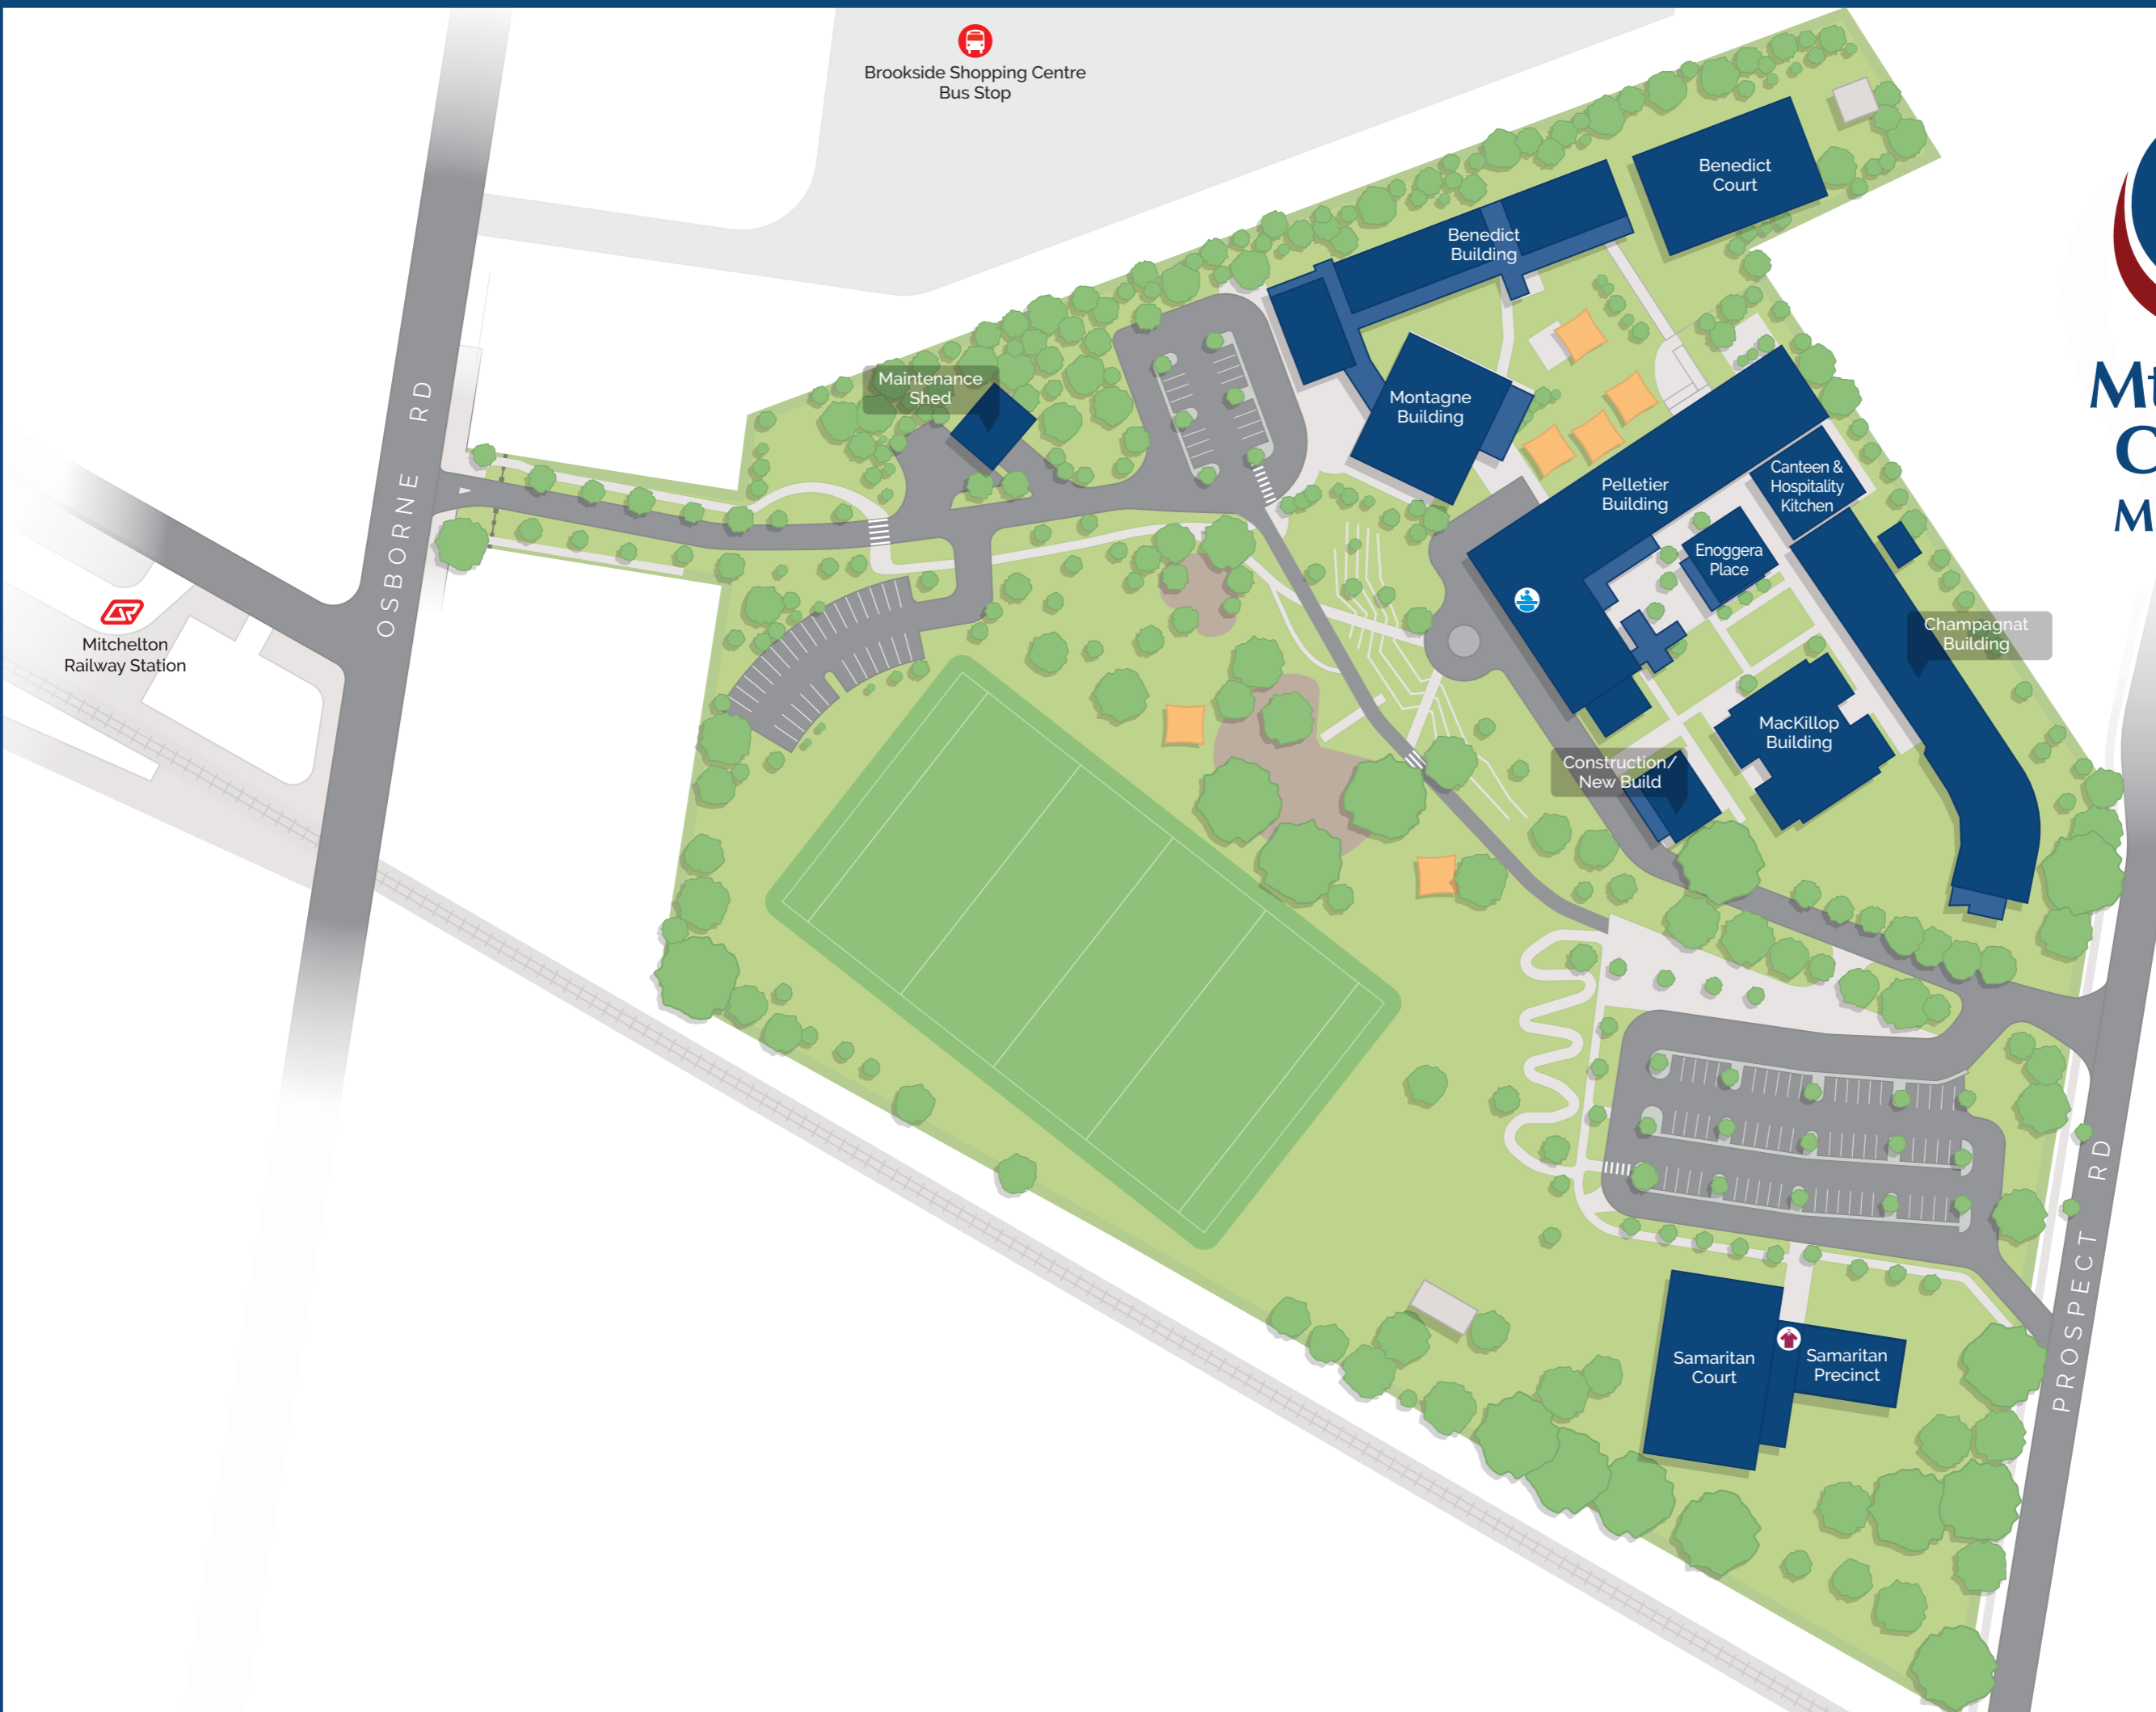 Brookside Shopping Centre
Bus Stop
Benedict
Court
Benedict
Building
Maintenance
Shed
Montagne
Building
Canteen &
Hospitality
Kitchen
Pelletier
Building
Enoggera
Place
OSBORNE RD
Mitchelton
Railway Station
Champagnat
Building
MacKillop
Building
Construction/
New Build
Samaritan
Court
Samaritan
Precinct
PROSPECT RD